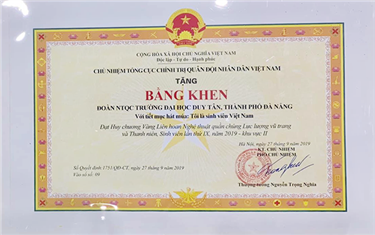 CỘNG HÒA XÃ HỘI CHỦ NGHĨA VIỆT NAM
Độc lập - Tự do - Hạnh phúc
CHỦ NHIỆM TỔNG CỤC CHÍNH TRỊ QUÂN ĐỘI NHÂN DÂN VIỆT NAM
TẶNG
BẰNG KHEN
ĐOÀN NTQC TRƯỜNG ĐẠI HỌC DUY TÂN, THÀNH PHỐ ĐÀ NẴNG
Với tiết mục hát múa: Tôi là sinh viên Việt Nam
Đạt Huy chương Vàng Liên hoan Nghệ thuật quần chúng Lực lượng vũ trang
và Thanh niên, Sinh viên lần thứ IX, năm 2019 - khu vực II
Hà Nội, ngày 27 tháng 9 năm 2019
KT. CHỦ NHIỆM
PHÓ CHỦ NHIỆM
Số Quyết định 1753/QĐ-CT, ngày 27 tháng 9 năm 2019
Vào sổ số:
Thượng tướng Nguyễn Trọng Nghĩa